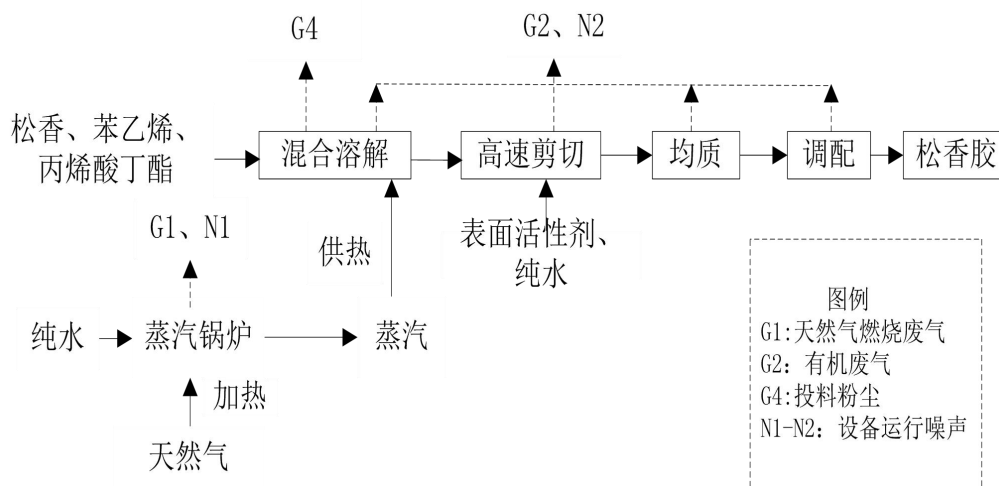 G4
G2、N2
松香、苯乙烯、
丙烯酸丁酯
混合溶解
高速剪切
均质
调配
松香胶
G1、N1
供热
表面活性剂、
纯水
纯水
蒸汽锅炉
蒸汽
加热
天然气
图例
G1:天然气燃烧废气
G2：有机废气
G4:投料粉尘
N1-N2：设备运行噪声